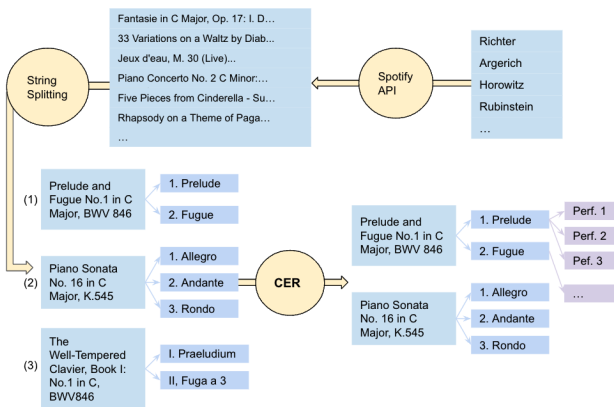 Fantasie in C Major, Op. 17: I. D...
33 Variations on a Waltz by Diab...
Jeux d'eau, M. 30 (Live)...
Piano Concerto No. 2 C Minor:...
Five Pieces from Cinderella - Su...
Rhapsody on a Theme of Paga...
...
String
Splitting
Spotify
API
Richter
Argerich
Horowitz
Rubinstein
...
(1)
Prelude and
Fugue No.1 in C
Major, BWV 846
1. Prelude
2. Fugue
(2)
Piano Sonata
No. 16 in C
Major, K.545
1. Allegro
2. Andante
3. Rondo
(3)
The
Well-Tempered
Clavier, Book I:
No.1 in C,
BWV846
I. Praeludium
II, Fuga a 3
CER
Prelude and
Fugue No.1 in C
Major, BWV 846
1. Prelude
2. Fugue
Perf. 1
Perf. 2
Perf. 3
...
Piano Sonata
No. 16 in C
Major, K.545
1. Allegro
2. Andante
3. Rondo